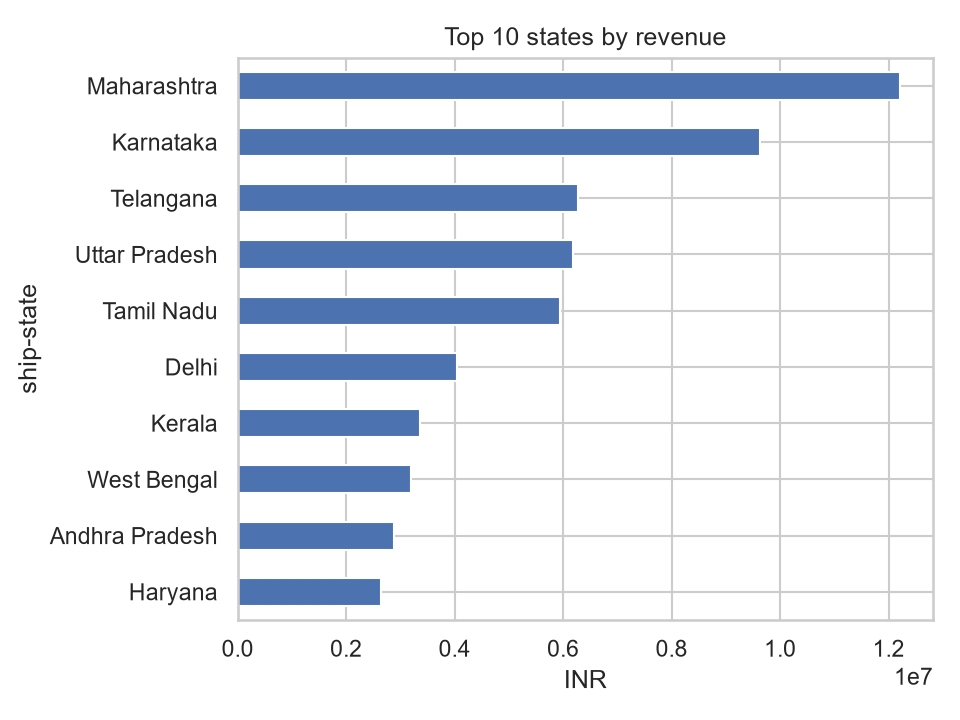 Top 10 states by revenue
ship-state
Maharashtra
Karnataka
Telangana
Uttar Pradesh
Tamil Nadu
Delhi
Kerala
West Bengal
Andhra Pradesh
Haryana
0.0 0.2 0.4 0.6 0.8 1.0 1.2
1e7
INR